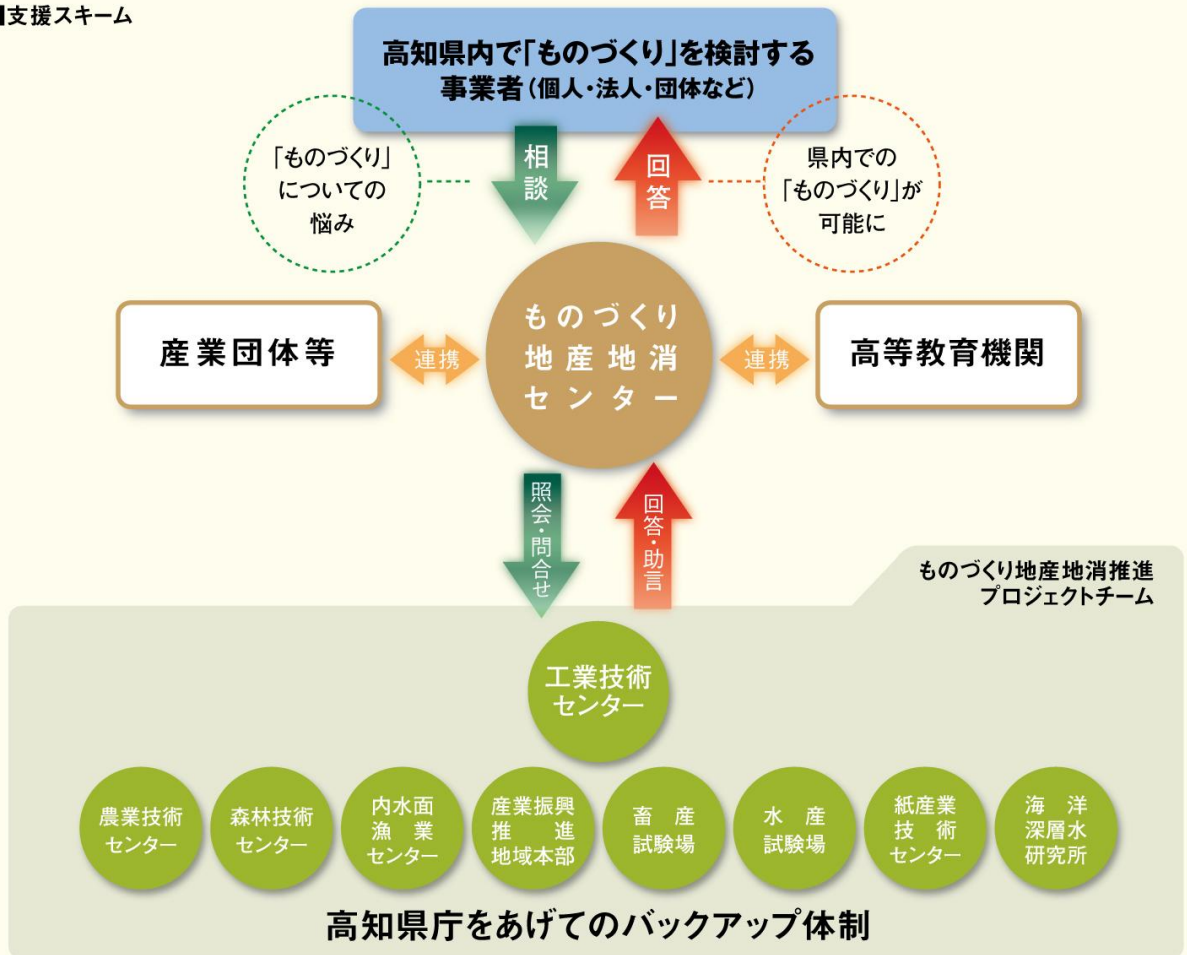 支援スキーム
高知県内で「ものづくり」を検討する
事業者（個人・法人・団体など）
相談
回答
「ものづくり」
についての
悩み
県内での
「ものづくり」が
可能に
産業団体等
連携
ものづくり
地産地消
センター
連携
高等教育機関
照会・問合せ
回答・助言
ものづくり地産地消推進
プロジェクトチーム
工業技術
センター
農業技術
センター
森林技術
センター
内水面
漁業
センター
産業振興
推進
地域本部
畜産
試験場
水産
試験場
紙産業
技術
センター
海洋
深層水
研究所
高知県庁をあげてのバックアップ体制